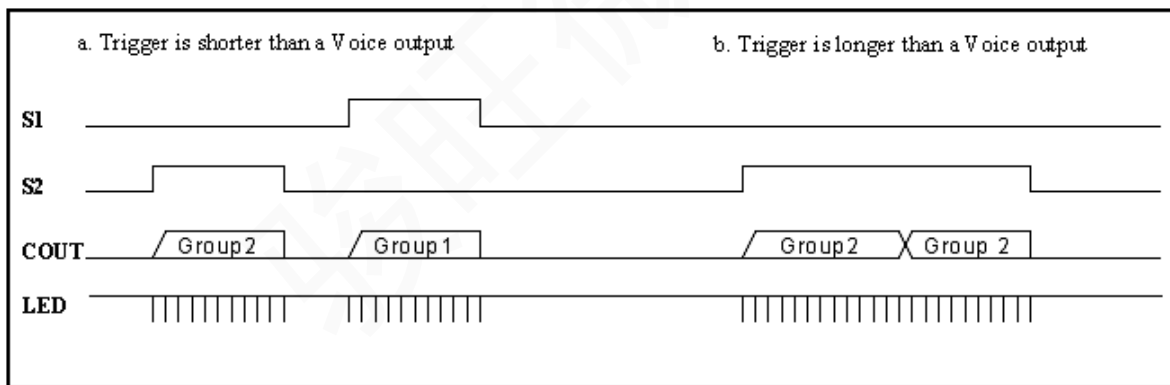 a. Trigger is shorter than a Voice output
b. Trigger is longer than a Voice output
S1
S2
COUT
Group2
Group1
Group2
Group 2
LED